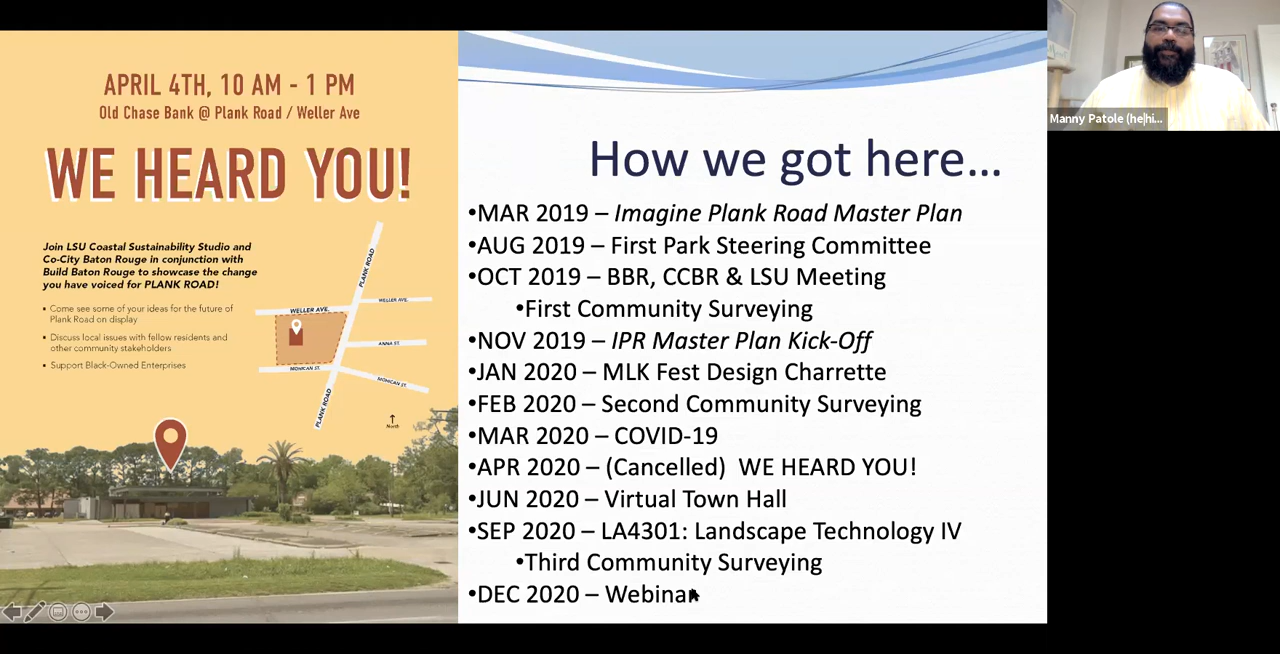 APRIL 4TH, 10 AM - 1 PM
Old Chase Bank @ Plank Road / Weller Ave
WE HEARD YOU!
Join LSU Coastal Sustainability Studio and
Co-City Baton Rouge in conjunction with
Build Baton Rouge to showcase the change
you have voiced for PLANK ROAD!
• Come see some of your ideas for the future of
Plank Road on display
• Discuss local issues with fellow residents and
other community stakeholders
• Support Black-Owned Enterprises
PLANK ROAD
WELLER AVE.
WELLER AVE.
ANNA ST.
MOHICAN ST.
MOHICAN ST.
PLANK ROAD
North
How we got here...
•MAR 2019 – Imagine Plank Road Master Plan
•AUG 2019 – First Park Steering Committee
•OCT 2019 – BBR, CCBR & LSU Meeting
•First Community Surveying
•NOV 2019 – IPR Master Plan Kick-Off
•JAN 2020 – MLK Fest Design Charrette
•FEB 2020 – Second Community Surveying
•MAR 2020 – COVID-19
•APR 2020 – (Cancelled) WE HEARD YOU!
•JUN 2020 – Virtual Town Hall
•SEP 2020 – LA4301: Landscape Technology IV
•Third Community Surveying
•DEC 2020 – Webinar
Manny Patole (he|hi...